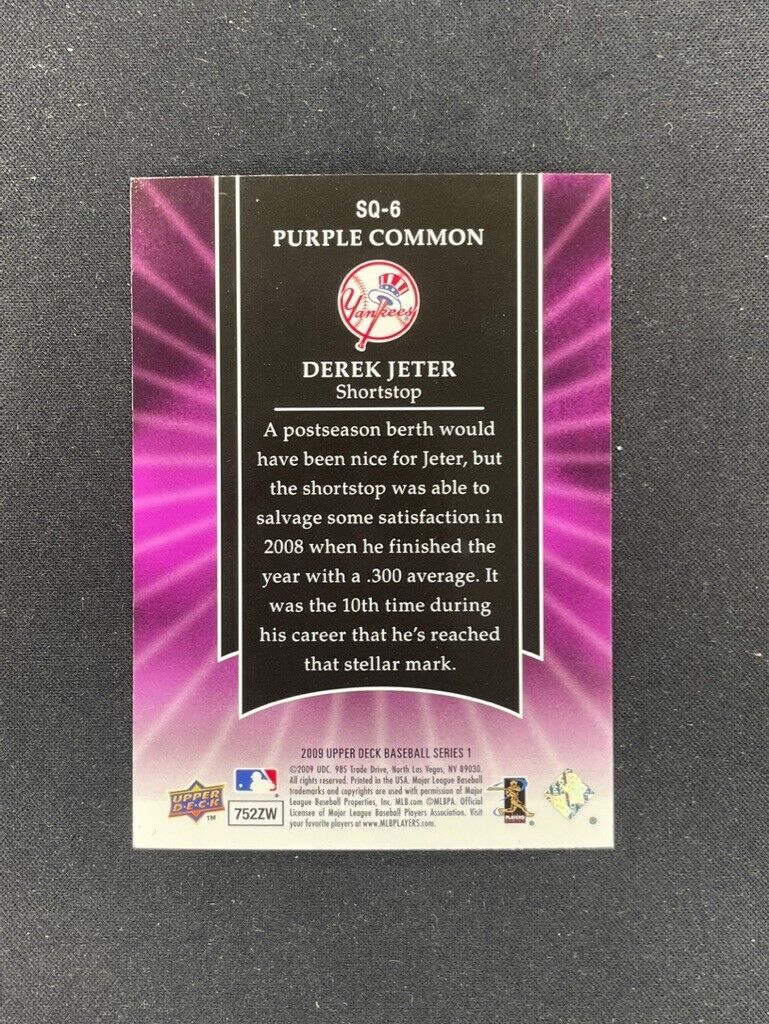 SQ-6
PURPLE COMMON
Yankees
DEREK JETER
Shortstop
A postseason berth would
have been nice for Jeter, but
the shortstop was able to
salvage some satisfaction in
2008 when he finished the
year with a .300 average. It
was the 10th time during
his career that he's reached
that stellar mark.
2009 UPPER DECK BASEBALL SERIES 1
©2009 UDC. 985 Trade Drive, North Las Vegas, NV 89030.
All rights reserved. Printed in the USA. Major League Baseball
trademarks and copyrights are used with permission of Major
League Baseball Properties, Inc. MLB.com ©MLBPA. Official
Licensee of Major League Baseball Players Association. Visit
your favorite players at www.MLBPLAYERS.com.
UPPER
D·E·C·K
TM
752ZW
PLAYERS